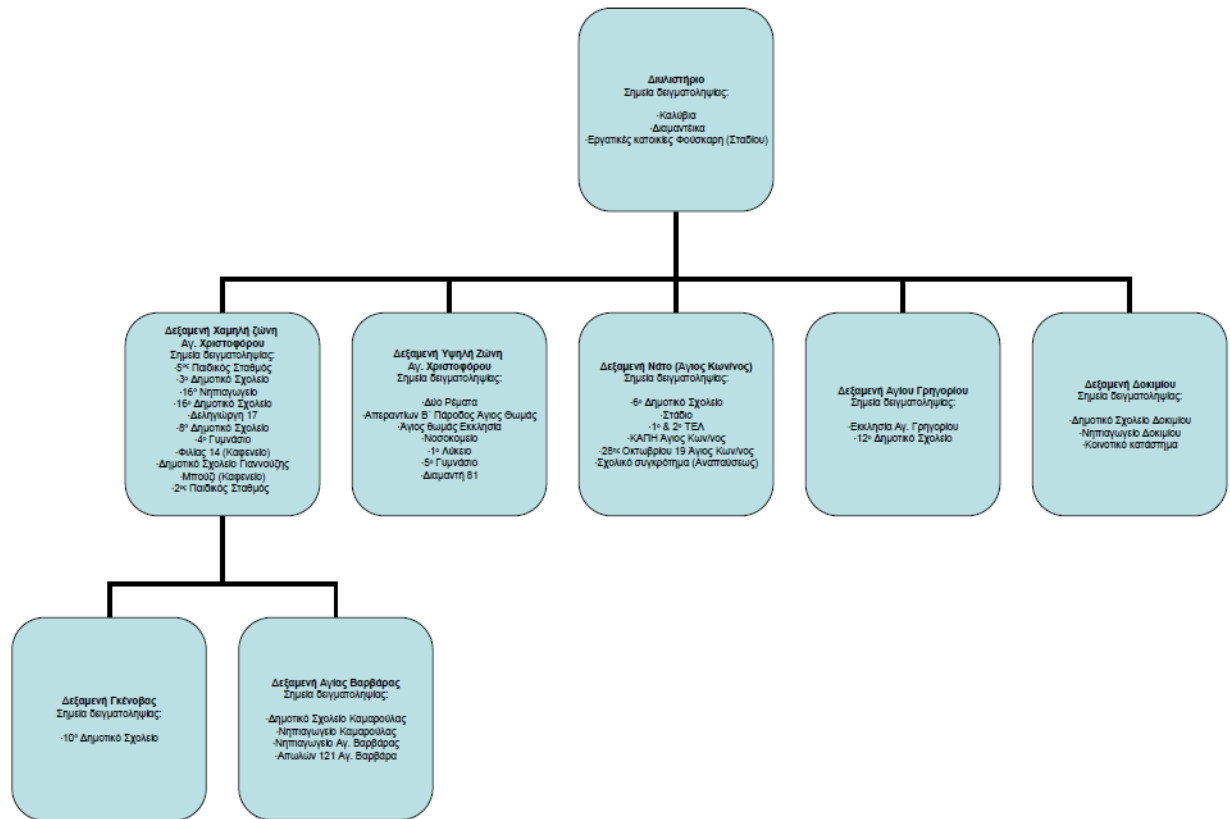 Διυλιστήριο
Σημεία δειγματοληψίας:
-Καλύβια
-Διαμαντέικα
-Εργατικές κατοικίες Φούσκαρη (Σταδίου)
Δεξαμενή Χαμηλή ζώνη
Αγ. Χριστοφόρου
Σημεία δειγματοληψίας:
-5ος Παιδικός Σταθμός
-3ο Δημοτικό Σχολείο
-16ο Νηπιαγωγείο
-16ο Δημοτικό Σχολείο
-Δεληγιώργη 17
-8ο Δημοτικό Σχολείο
-4ο Γυμνάσιο
-Φιλίας 14 (Καφενείο)
-Δημοτικό Σχολείο Γιαννούζης
-Μπούζι (Καφενείο)
-2ος Παιδικός Σταθμός
Δεξαμενή Υψηλή Ζώνη
Αγ. Χριστοφόρου
Σημεία δειγματοληψίας:
-Δύο Ρέματα
-Απεραντίων Β΄ Πάροδος Άγιος Θωμάς
-Άγιος Θωμάς Εκκλησία
-Νοσοκομείο
-1ο Λύκειο
-5ο Γυμνάσιο
-Διαμαντή 81
Δεξαμενή Νάτο (Άγιος Κων/νος)
Σημεία δειγματοληψίας:
-6ο Δημοτικό Σχολείο
-Στάδιο
-1ο & 2ο ΤΕΛ
-ΚΑΠΗ Άγιος Κων/νος
-28ης Οκτωβρίου 19 Άγιος Κων/νος
-Σχολικό συγκρότημα (Αναπαύσεως)
Δεξαμενή Αγίου Γρηγορίου
Σημεία δειγματοληψίας:
-Εκκλησία Αγ. Γρηγορίου
-12ο Δημοτικό Σχολείο
Δεξαμενή Δοκιμίου
Σημεία δειγματοληψίας:
-Δημοτικό Σχολείο Δοκιμίου
-Νηπιαγωγείο Δοκιμίου
-Κοινοτικό κατάστημα
Δεξαμενή Γκένοβας
Σημεία δειγματοληψίας:
-10ο Δημοτικό Σχολείο
Δεξαμενή Αγίας Βαρβάρας
Σημεία δειγματοληψίας:
-Δημοτικό Σχολείο Καμαρούλας
-Νηπιαγωγείο Καμαρούλας
-Νηπιαγωγείο Αγ. Βαρβάρας
-Αιτωλών 121 Αγ. Βαρβάρα